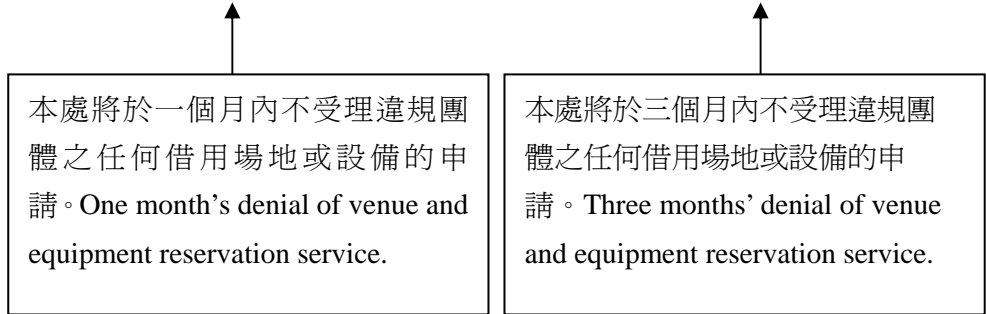 本處將於一個月內不受理違規團
體之任何借用場地或設備的申
請。One month’s denial of venue and
equipment reservation service.
本處將於三個月內不受理違規團
體之任何借用場地或設備的申
請。Three months’ denial of venue
and equipment reservation service.